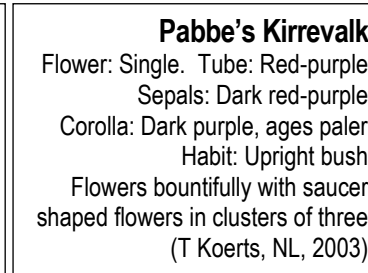 Pabbe's Kirrevalk
Flower: Single.  Tube: Red-purple
Sepals: Dark red-purple
Corolla: Dark purple, ages paler
Habit: Upright bush
Flowers bountifully with saucer
shaped flowers in clusters of three
(T Koerts, NL, 2003)